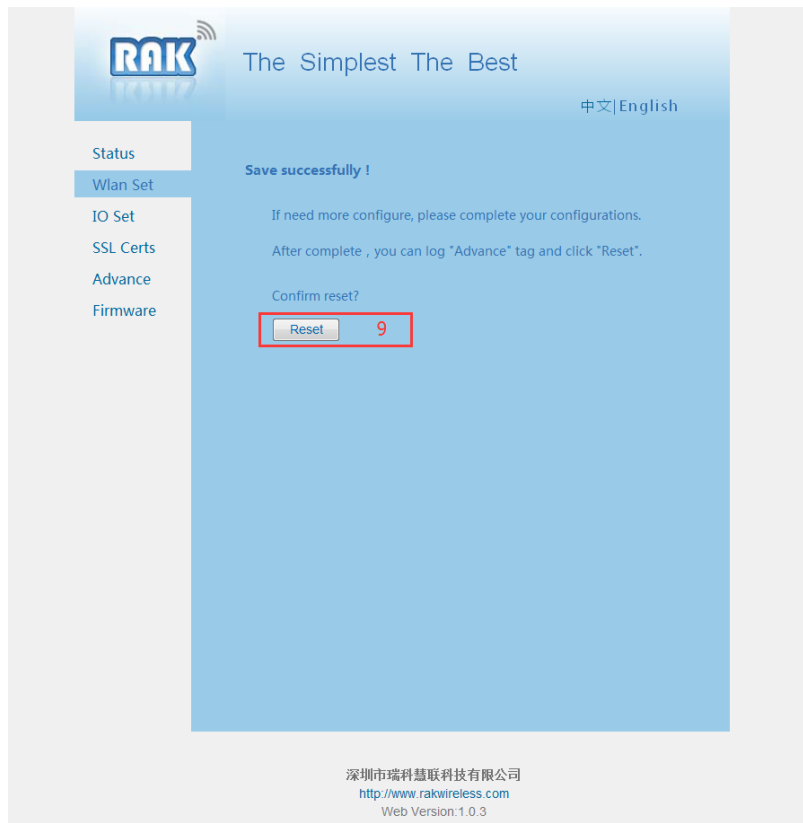 RAK
The Simplest The Best
中文|English
Status
Wlan Set
IO Set
SSL Certs
Advance
Firmware
Save successfully !
If need more configure, please complete your configurations.
After complete , you can log "Advance" tag and click "Reset".
Confirm reset?
Reset 9
深圳市瑞科慧联科技有限公司
http://www.rakwireless.com
Web Version:1.0.3